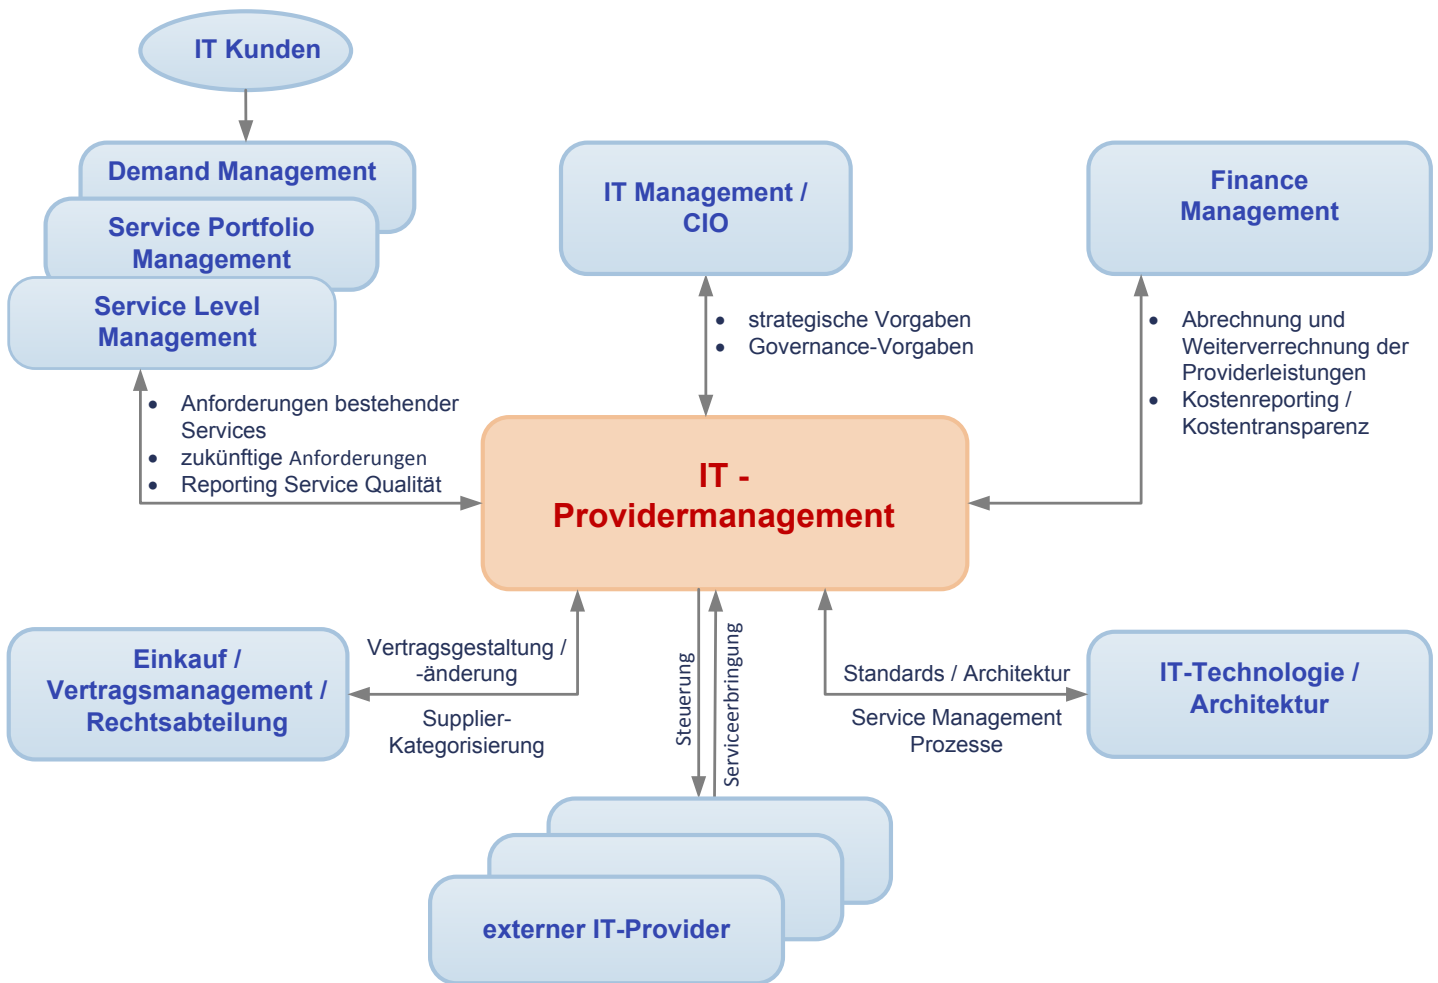 IT Kunden
Demand Management
Service Portfolio
Management
Service Level
Management
IT Management /
CIO
Finance
Management
• strategische Vorgaben
• Governance-Vorgaben
• Abrechnung und
Weiterverrechnung der
Providerleistungen
• Kostenreporting /
Kostentransparenz
• Anforderungen bestehender
Services
• zukünftige Anforderungen
• Reporting Service Qualität
IT -
Providermanagement
Einkauf /
Vertragsmanagement /
Rechtsabteilung
Vertragsgestaltung /
-änderung
Supplier-
Kategorisierung
Steuerung
Serviceerbringung
Standards / Architektur
Service Management
Prozesse
IT-Technologie /
Architektur
externer IT-Provider